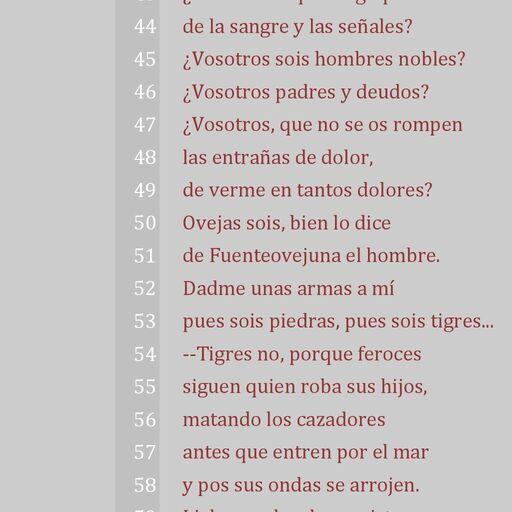 44 de la sangre y las señales?
45 ¿Vosotros sois hombres nobles?
46 ¿Vosotros padres y deudos?
47 ¿Vosotros, que no se os rompen
48 las entrañas de dolor,
49 de verme en tantos dolores?
50 Ovejas sois, bien lo dice
51 de Fuenteovejuna el hombre.
52 Dadme unas armas a mí
53 pues sois piedras, pues sois tigres...
54 --Tigres no, porque feroces
55 siguen quien roba sus hijos,
56 matando los cazadores
57 antes que entren por el mar
58 y pos sus ondas se arrojen.